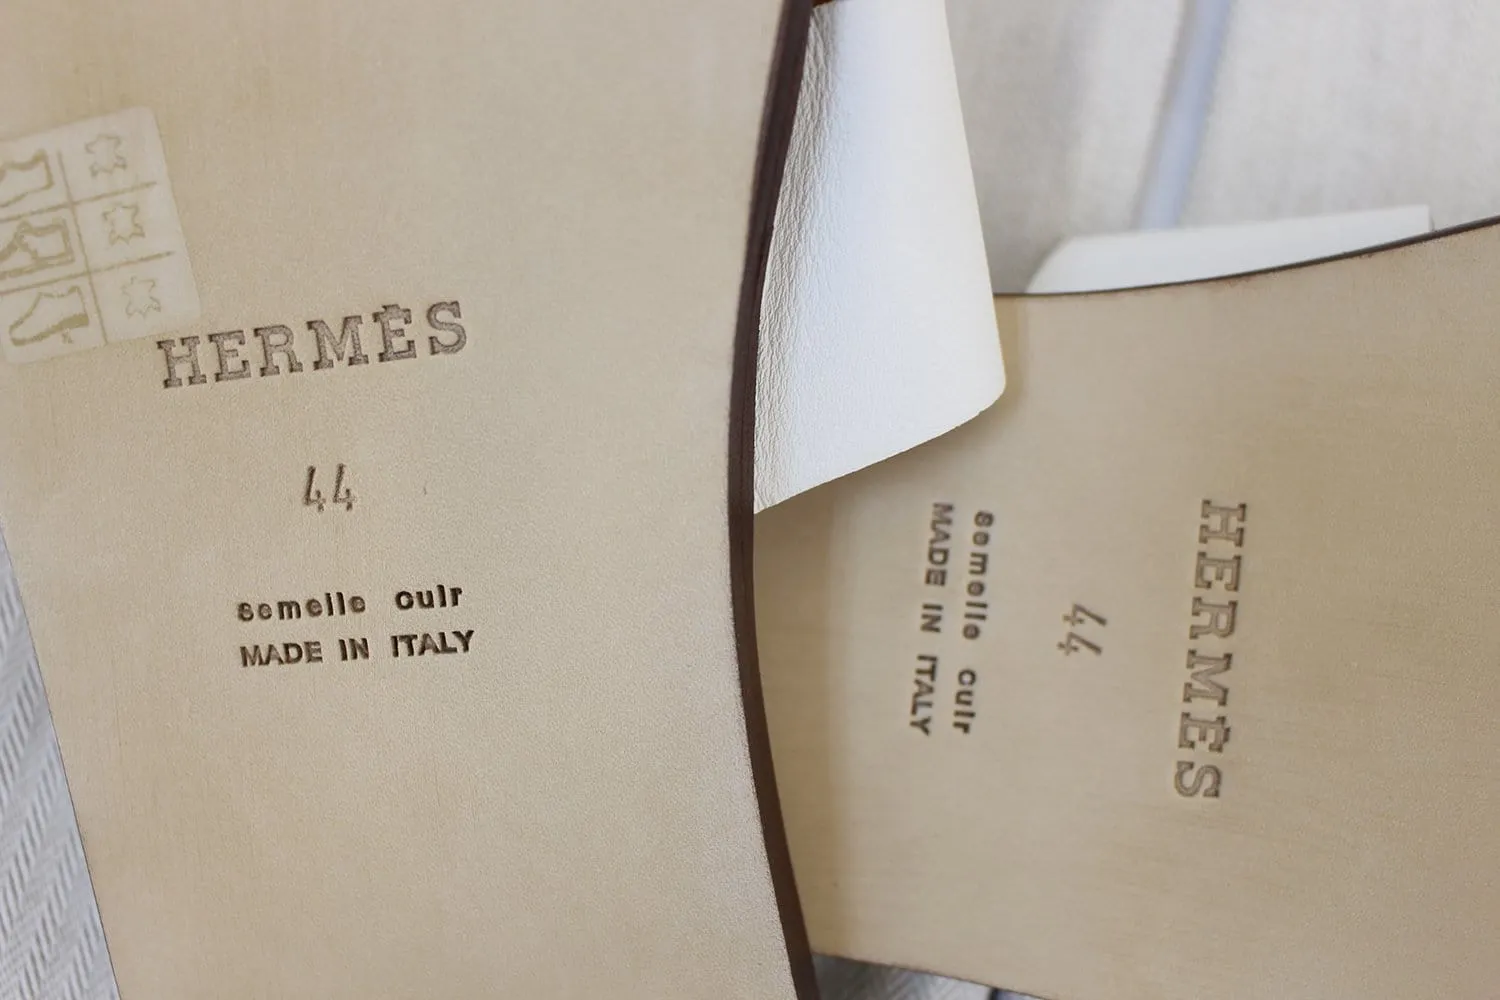 HERMÈS
44
semelle cuir
MADE IN ITALY
HERMÈS
44
semelle cuir
MADE IN ITALY